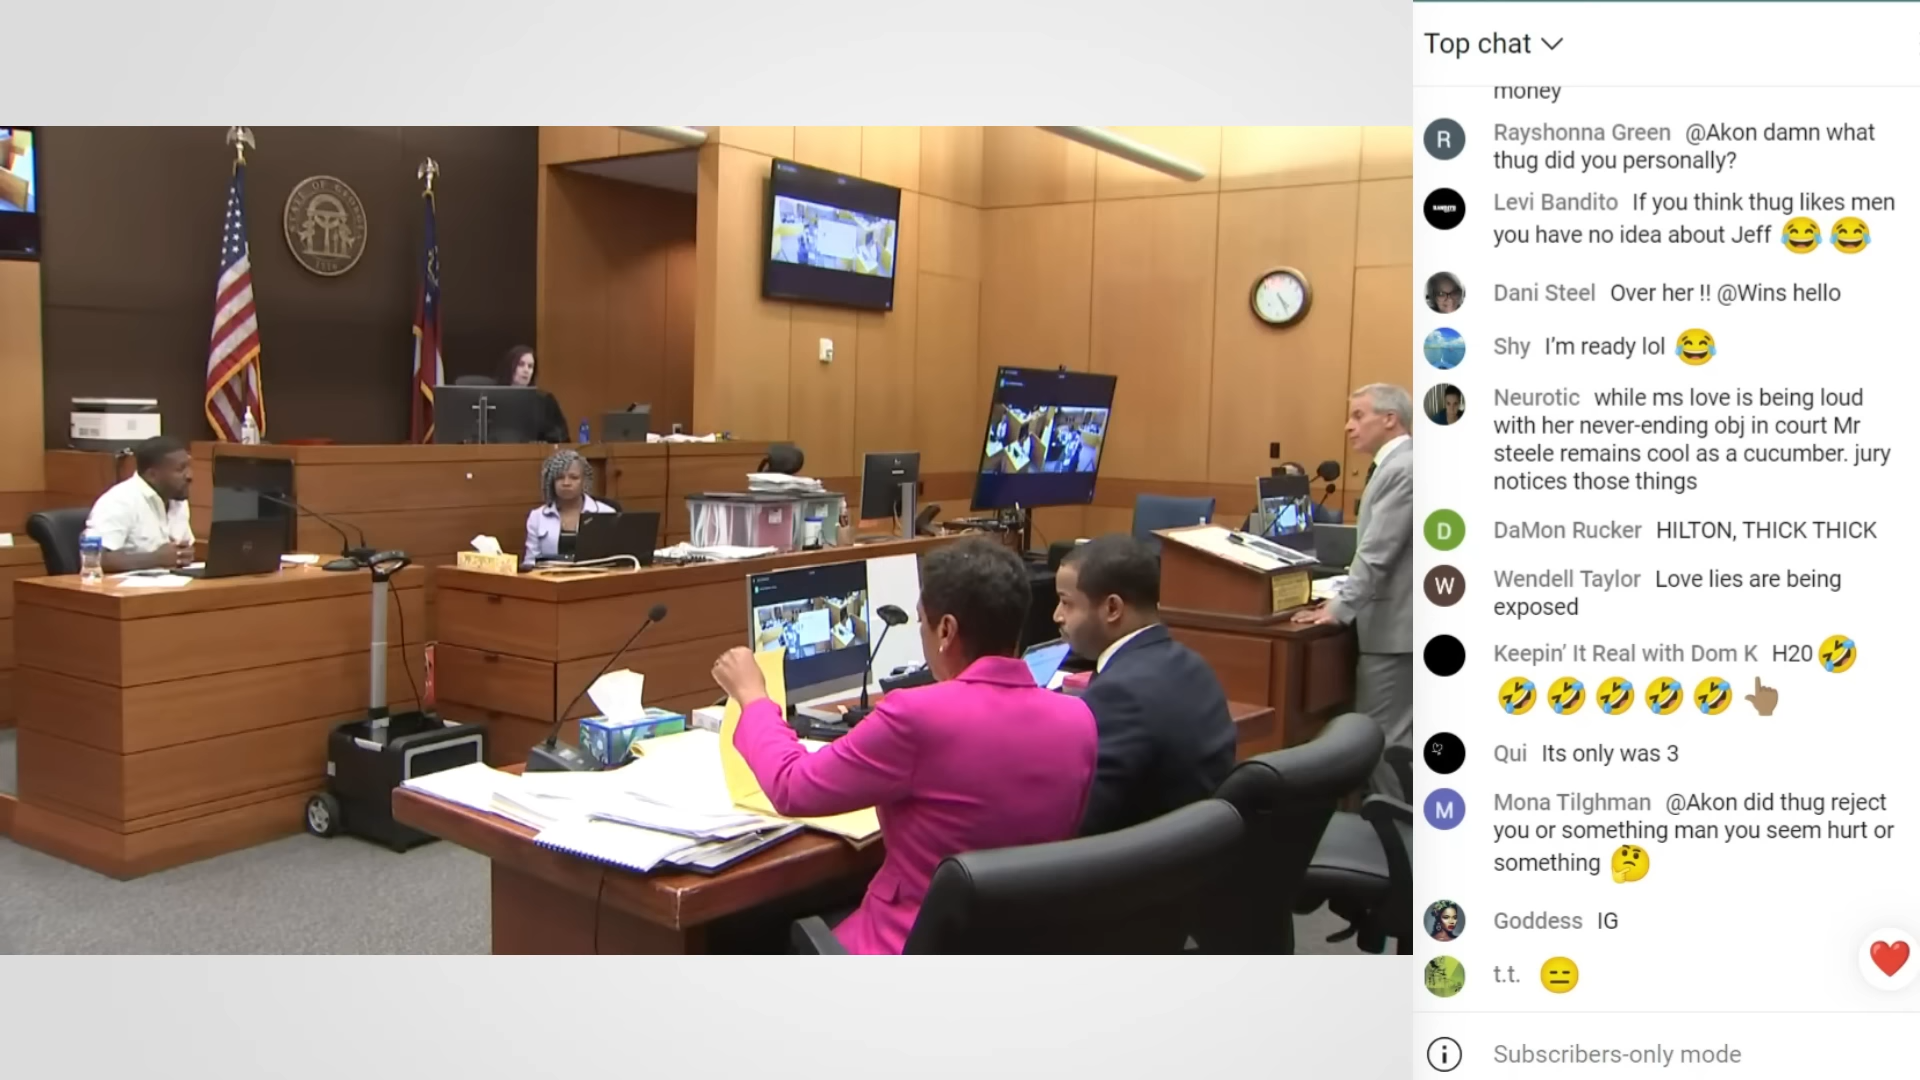 Top chat
money
R
Rayshonna Green @Akon damn what
thug did you personally?
Levi Bandito If you think thug likes men
you have no idea about Jeff 😂 😂
Dani Steel Over her !! @Wins hello
Shy I’m ready lol 😂
Neurotic while ms love is being loud
with her never-ending obj in court Mr
steele remains cool as a cucumber. jury
notices those things
D
DaMon Rucker HILTON, THICK THICK
W
Wendell Taylor Love lies are being
exposed
Keepin’ It Real with Dom K H20 🤣
🤣 🤣 🤣 🤣 🤣 👆🏽
Qui Its only was 3
M
Mona Tilghman @Akon did thug reject
you or something man you seem hurt or
something 🤔
Goddess IG
t.t. 😑
Subscribers-only mode
STATE OF GEORGIA
1776